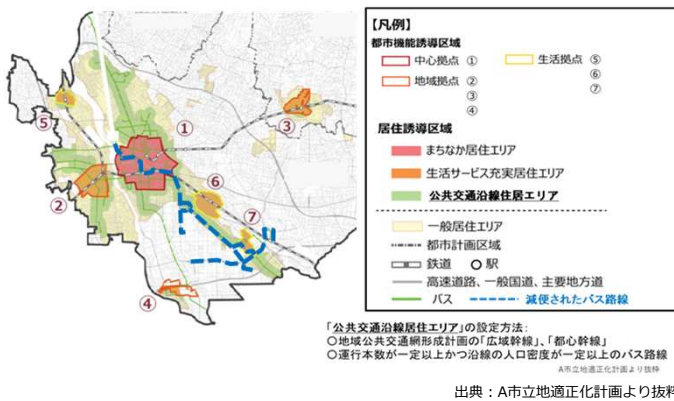 【凡例】
都市機能誘導区域
中心拠点 ①
地域拠点 ②
③
④
生活拠点 ⑤
⑥
⑦
居住誘導区域
まちなか居住エリア
生活サービス充実居住エリア
公共交通沿線住居エリア
一般居住エリア
都市計画区域
鉄道 駅
高速道路、一般国道、主要地方道
バス 減便されたバス路線
①
②
③
④
⑤
⑥
⑦
「公共交通沿線居住エリア」の設定方法:
○地域公共交通網形成計画の「広域幹線」、「都心幹線」
○運行本数が一定以上かつ沿線の人口密度が一定以上のバス路線
A市立地適正化計画より抜粋
出典：A市立地適正化計画より抜粋